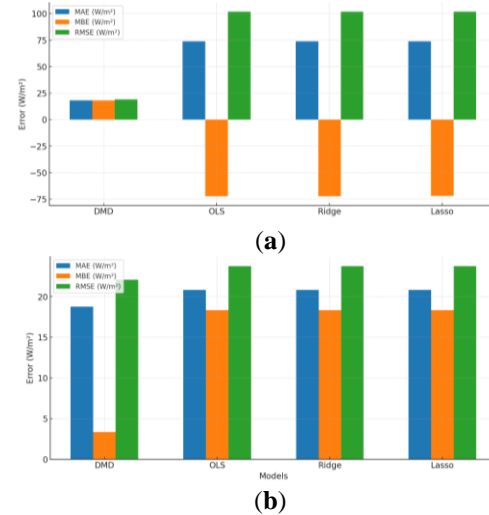 MAE (W/m²)
MBE (W/m²)
RMSE (W/m²)
Error (W/m²)
100
75
50
25
0
−25
−50
−75
DMD OLS Ridge Lasso
(a)
MAE (W/m²)
MBE (W/m²)
RMSE (W/m²)
Error (W/m²)
20
15
10
5
0
DMD OLS Ridge Lasso
Models
(b)